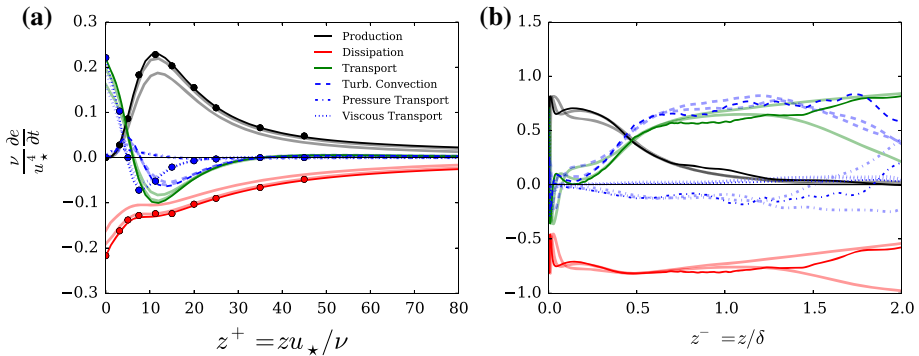 (a)
0.3
0.2
0.1
0.0
−0.1
−0.2
−0.3
ν/u⋆⁴ ∂e/∂t
Production
Dissipation
Transport
Turb. Convection
Pressure Transport
Viscous Transport
0 10 20 30 40 50 60 70 80
z⁺ = zu⋆/ν
(b)
1.0
0.5
0.0
−0.5
−1.0
0.0 0.5 1.0 1.5 2.0
z⁻ = z/δ